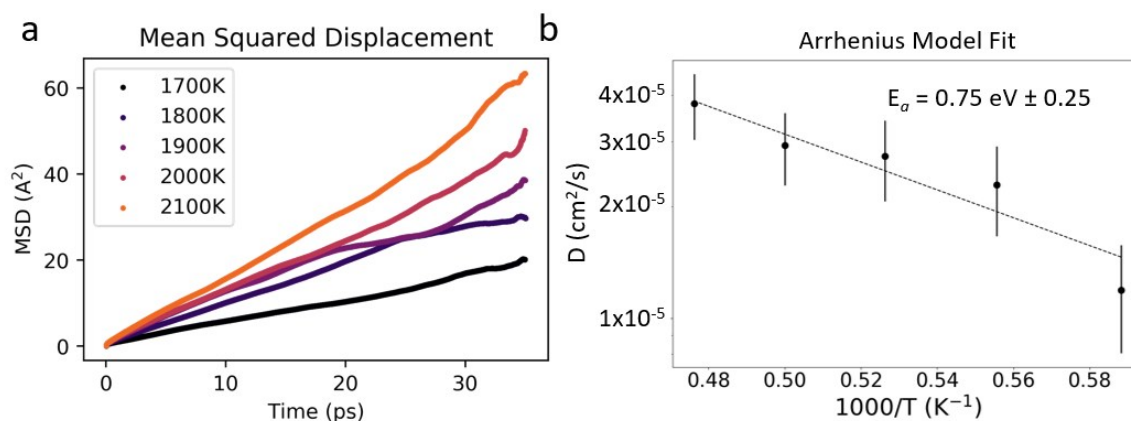 a
Mean Squared Displacement
60
40
20
0
MSD (A²)
1700K
1800K
1900K
2000K
2100K
0
10
20
30
Time (ps)
b
Arrhenius Model Fit
Eₐ = 0.75 eV ± 0.25
4x10⁻⁵
3x10⁻⁵
2x10⁻⁵
1x10⁻⁵
D (cm²/s)
0.48
0.50
0.52
0.54
0.56
0.58
1000/T (K⁻¹)